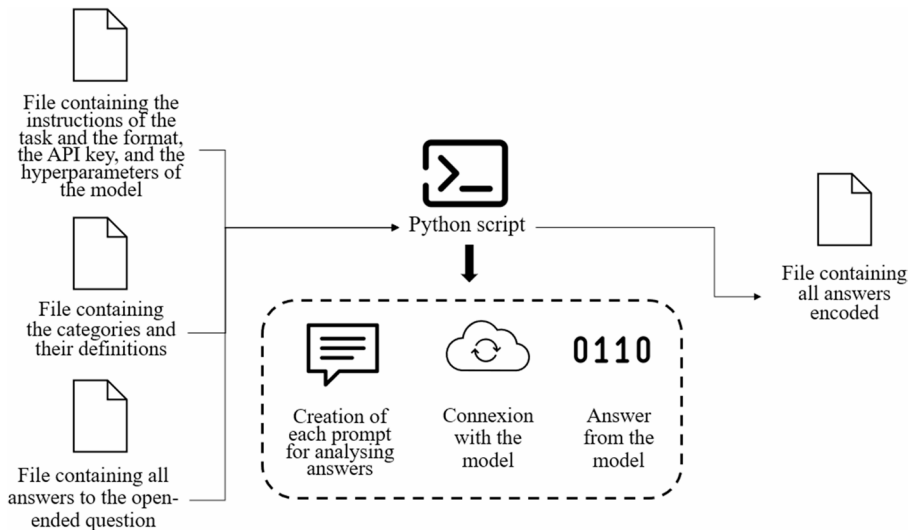 File containing the
instructions of the
task and the format,
the API key, and the
hyperparameters of
the model
File containing
the categories and
their definitions
File containing all
answers to the open-
ended question
Python script
Creation of
each prompt
for analysing
answers
Connexion
with the
model
0110
Answer
from the
model
File containing
all answers
encoded